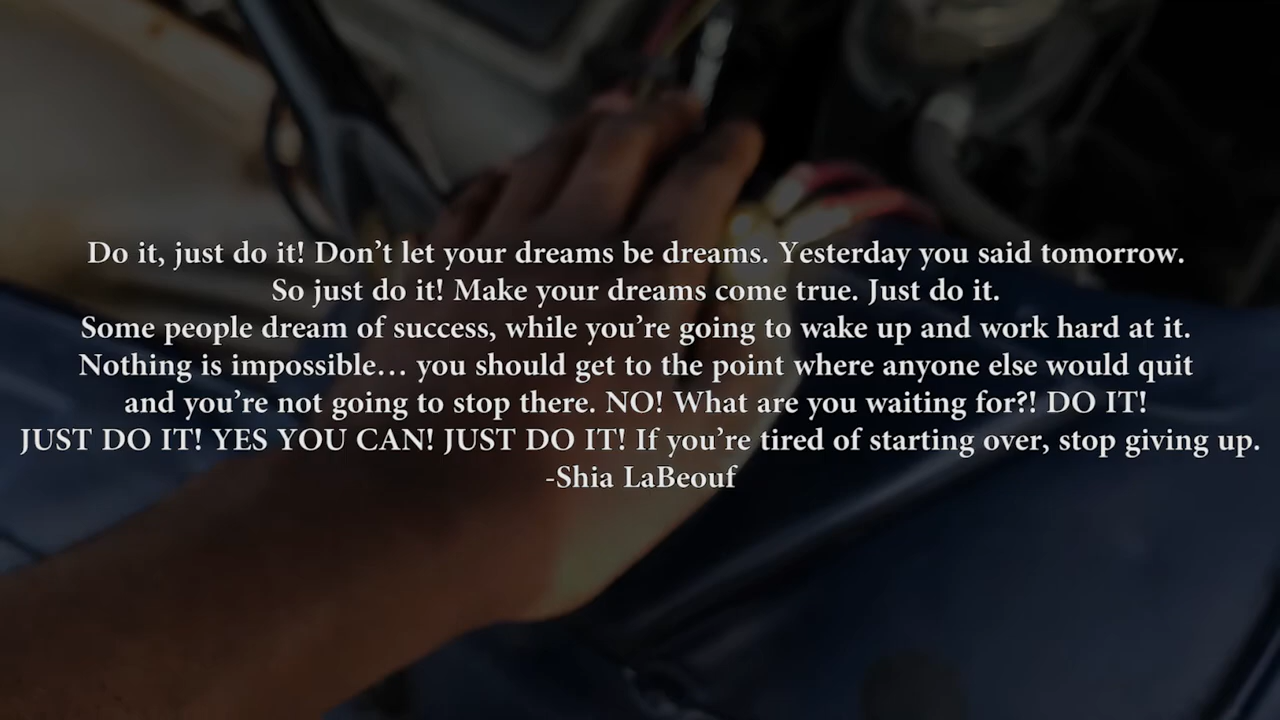 Do it, just do it! Don’t let your dreams be dreams. Yesterday you said tomorrow.
So just do it! Make your dreams come true. Just do it.
Some people dream of success, while you’re going to wake up and work hard at it.
Nothing is impossible… you should get to the point where anyone else would quit
and you’re not going to stop there. NO! What are you waiting for?! DO IT!
JUST DO IT! YES YOU CAN! JUST DO IT! If you’re tired of starting over, stop giving up.
-Shia LaBeouf